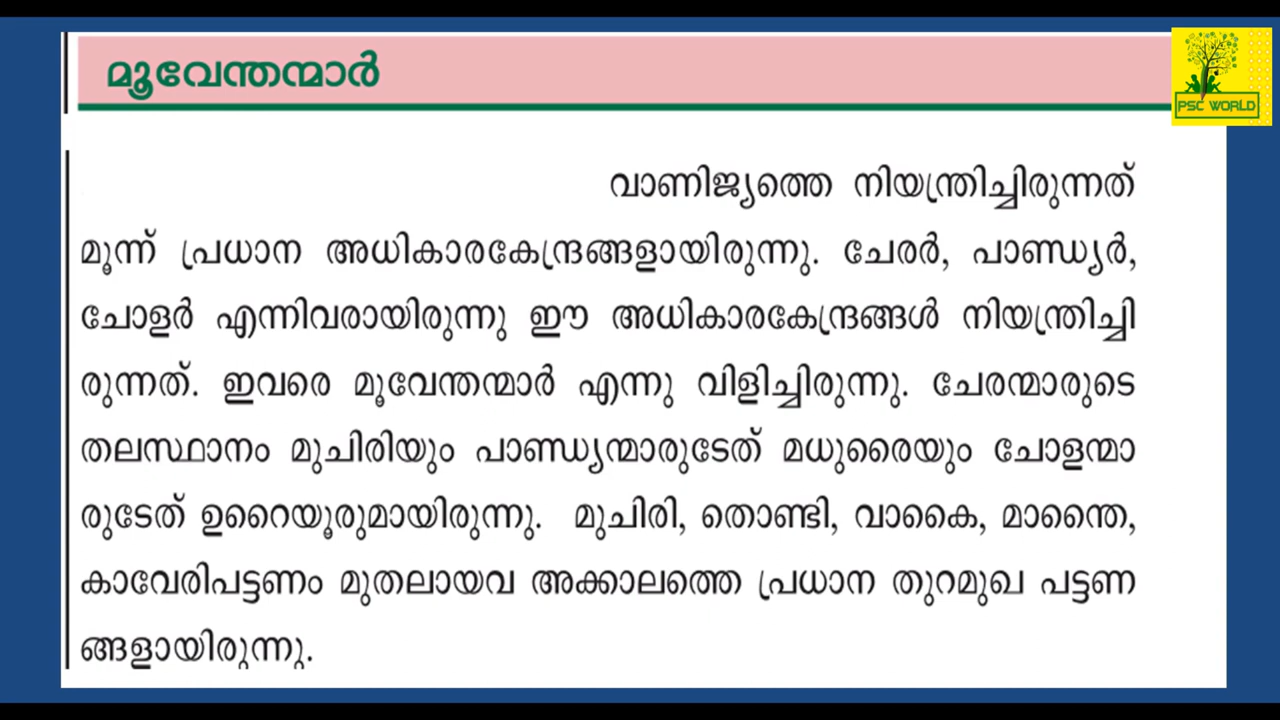 മൂവേന്തന്മാർ
PSC WORLD
വാണിജ്യത്തെ നിയന്ത്രിച്ചിരുന്നത്
മൂന്ന് പ്രധാന അധികാരകേന്ദ്രങ്ങളായിരുന്നു. ചേരർ, പാണ്ഡ്യർ,
ചോളർ എന്നിവരായിരുന്നു ഈ അധികാരകേന്ദ്രങ്ങൾ നിയന്ത്രിച്ചി
രുന്നത്. ഇവരെ മൂവേന്തന്മാർ എന്നു വിളിച്ചിരുന്നു. ചേരന്മാരുടെ
തലസ്ഥാനം മുചിരിയും പാണ്ഡ്യന്മാരുടേത് മധുരൈയും ചോളന്മാ
രുടേത് ഉറൈയൂരുമായിരുന്നു. മുചിരി, തൊണ്ടി, വാകൈ, മാന്തൈ,
കാവേരിപട്ടണം മുതലായവ അക്കാലത്തെ പ്രധാന തുറമുഖ പട്ടണ
ങ്ങളായിരുന്നു.